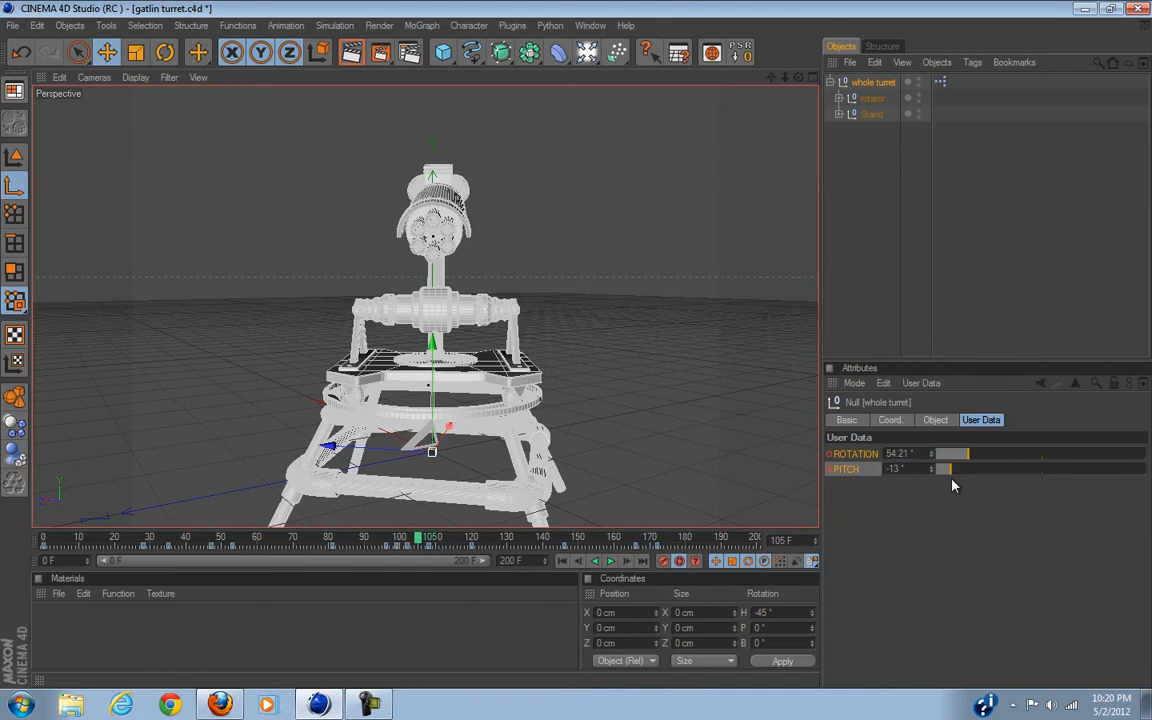 CINEMA 4D Studio (RC ) - [gatlin turret.c4d *]
File Edit Objects Tools Selection Structure Functions Animation Simulation Render MoGraph Character Plugins Python Window Help
X Y Z PSR
Edit Cameras Display Filter View
Perspective
Y
Z
0 10 20 30 40 50 60 70 80 90 100 105 120 130 140 150 160 170 180 190 200
105 F
0 F 0 F 200 F 200 F
Materials
File Edit Function Texture
Coordinates
Position Size Rotation
X 0 cm X 0 cm H -45 °
Y 0 cm Y 0 cm P 0 °
Z 0 cm Z 0 cm B 0 °
Object (Rel) Size Apply
Objects Structure
File Edit View Objects Tags Bookmarks
whole turret
rotator
Stand
Attributes
Mode Edit User Data
Null [whole turret]
Basic Coord. Object User Data
User Data
ROTATION 54.21 °
PITCH -13 °
MAXON
CINEMA 4D
10:20 PM
5/2/2012